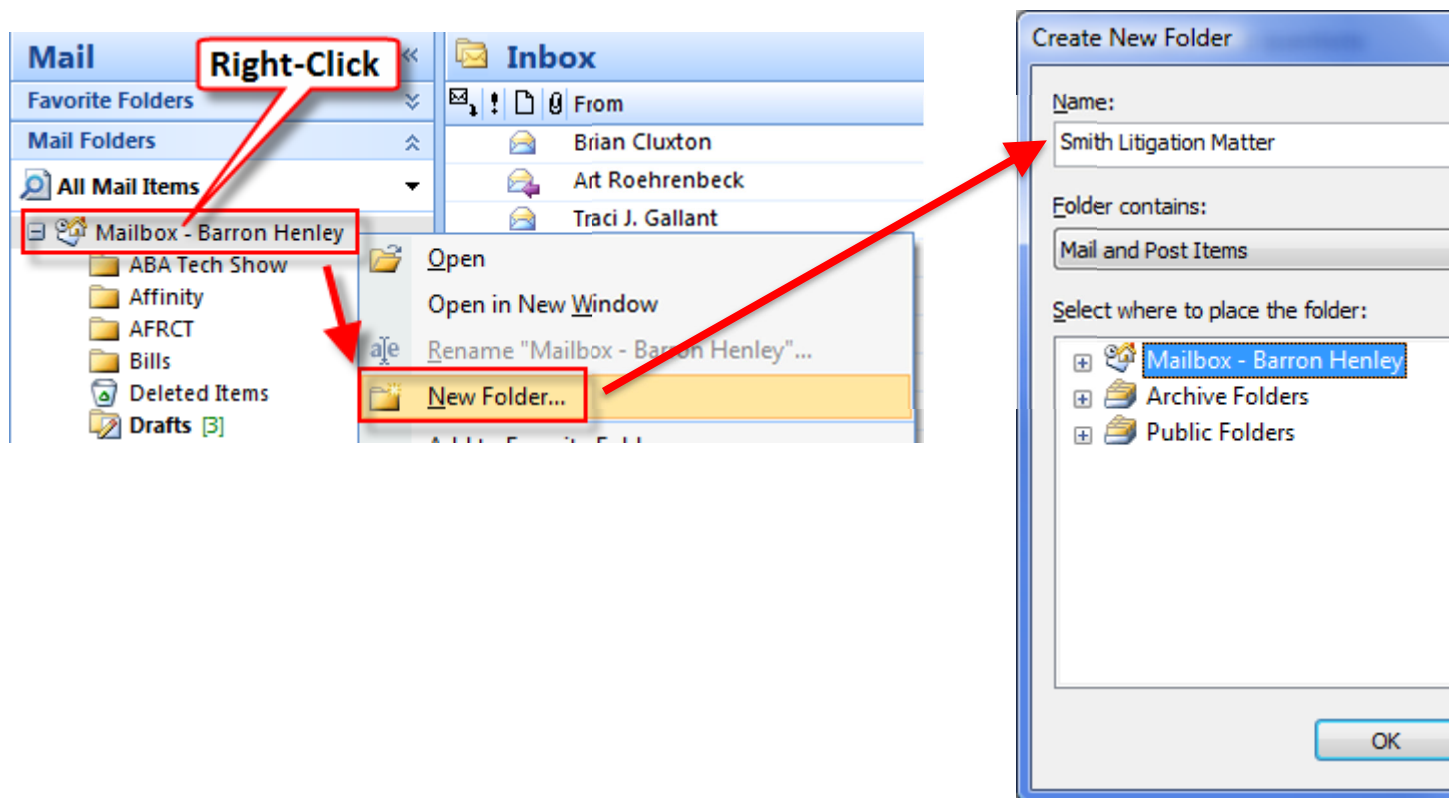 Mail
Right-Click
Favorite Folders
Mail Folders
All Mail Items
Mailbox - Barron Henley
ABA Tech Show
Affinity
AFRCT
Bills
Deleted Items
Drafts [3]
Inbox
From
Brian Cluxton
Art Roehrenbeck
Traci J. Gallant
Open
Open in New Window
Rename "Mailbox - Barron Henley"...
New Folder...
Create New Folder
Name:
Smith Litigation Matter
Folder contains:
Mail and Post Items
Select where to place the folder:
Mailbox - Barron Henley
Archive Folders
Public Folders
OK